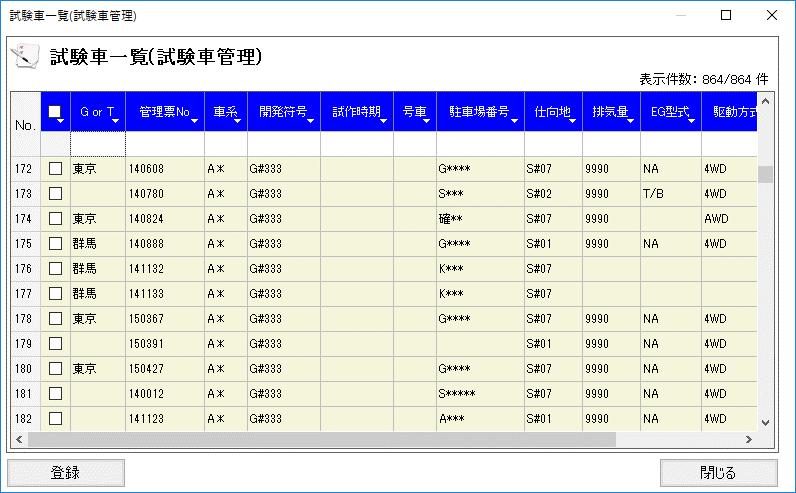 試験車一覧(試験車管理)
試験車一覧(試験車管理)
表示件数: 864/864 件
No. G or T 管理票No 車系 開発符号 試作時期 号車 駐車場番号 仕向地 排気量 EG型式 駆動方式
172 東京 140608 A* G#333 G**** S#07 9990 NA 4WD
173 140780 A* G#333 S*** S#02 9990 T/B 4WD
174 東京 140824 A* G#333 確** S#07 9990 AWD
175 群馬 140888 A* G#333 G**** S#01 9990 NA 4WD
176 群馬 141132 A* G#333 K*** S#07
177 群馬 141133 A* G#333 K*** S#07
178 東京 150367 A* G#333 G**** S#07 9990 NA 4WD
179 150391 A* G#333 S#01 9990 NA 4WD
180 東京 150427 A* G#333 G**** S#07 9990 NA 4WD
181 140012 A* G#333 S***** S#07 9990 NA 4WD
182 141123 A* G#333 A*** S#01 9990 NA 4WD
登録 閉じる